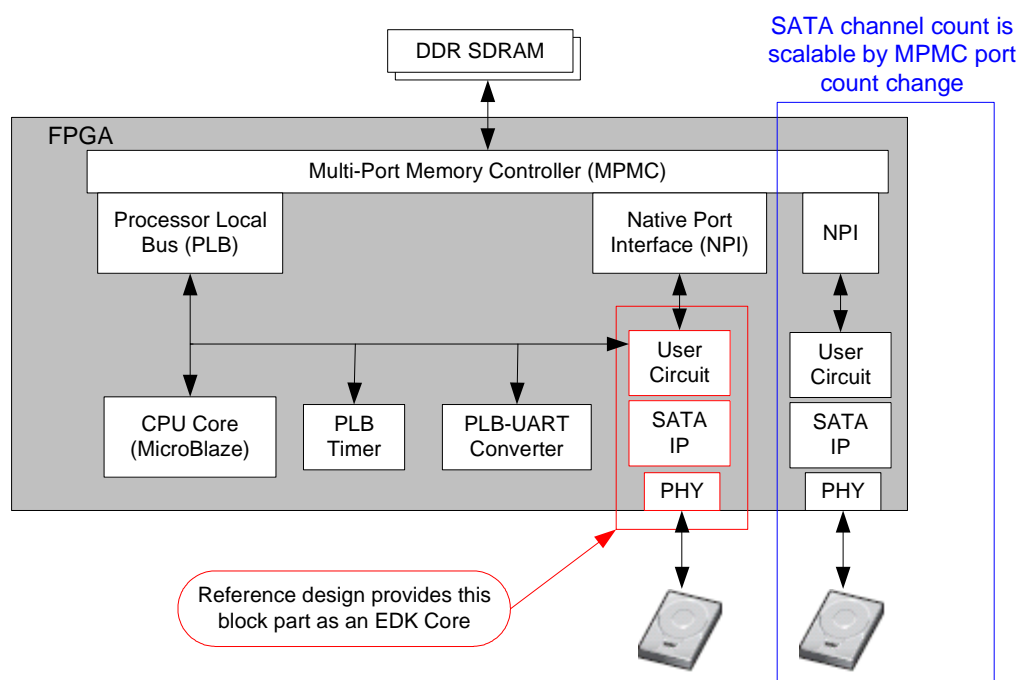 SATA channel count is
scalable by MPMC port
count change
DDR SDRAM
FPGA
Multi-Port Memory Controller (MPMC)
Processor Local
Bus (PLB)
Native Port
Interface (NPI)
NPI
User
Circuit
User
Circuit
CPU Core
(MicroBlaze)
PLB
Timer
PLB-UART
Converter
SATA
IP
SATA
IP
PHY
PHY
Reference design provides this
block part as an EDK Core